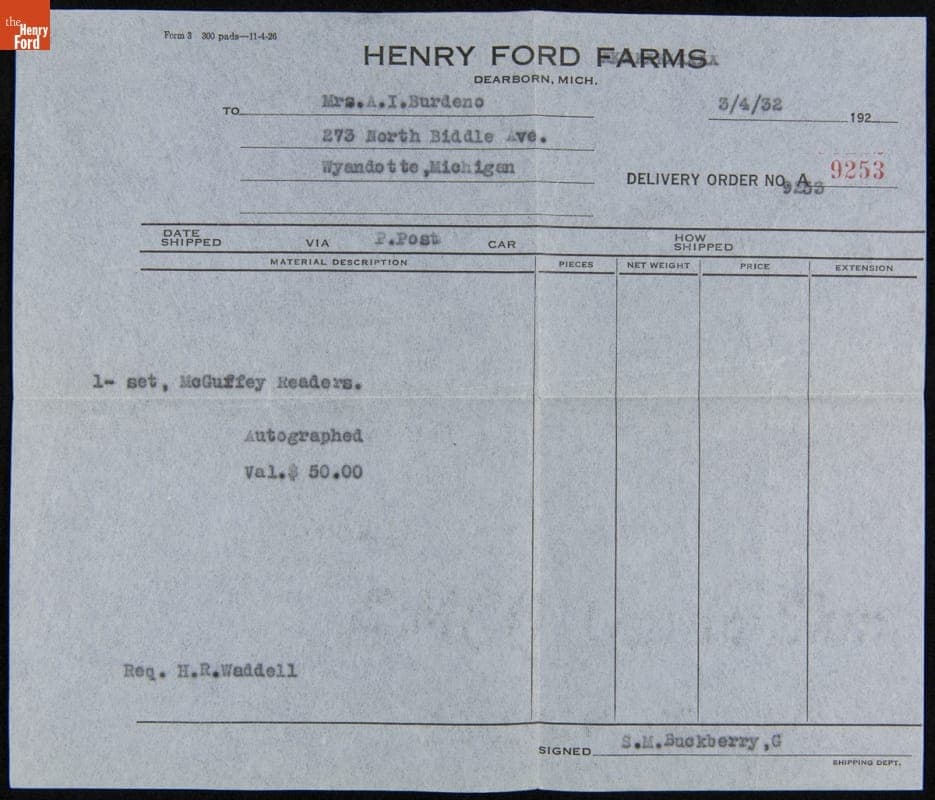 the
Henry
Ford
Form 3 300 pads—11-4-26
HENRY FORD FARMS
DEARBORN, MICH.
TO Mrs.A.I.Burdeno
3/4/32 192
273 North Biddle Ave.
Wyandotte,Michigan
DELIVERY ORDER NO. A 9253
9253
DATE SHIPPED VIA P.Post CAR HOW SHIPPED
MATERIAL DESCRIPTION PIECES NET WEIGHT PRICE EXTENSION
1- set, McGuffey Readers.
Autographed
Val.$ 50.00
Req. H.R.Waddell
SIGNED S.M.Buckberry,G
SHIPPING DEPT.